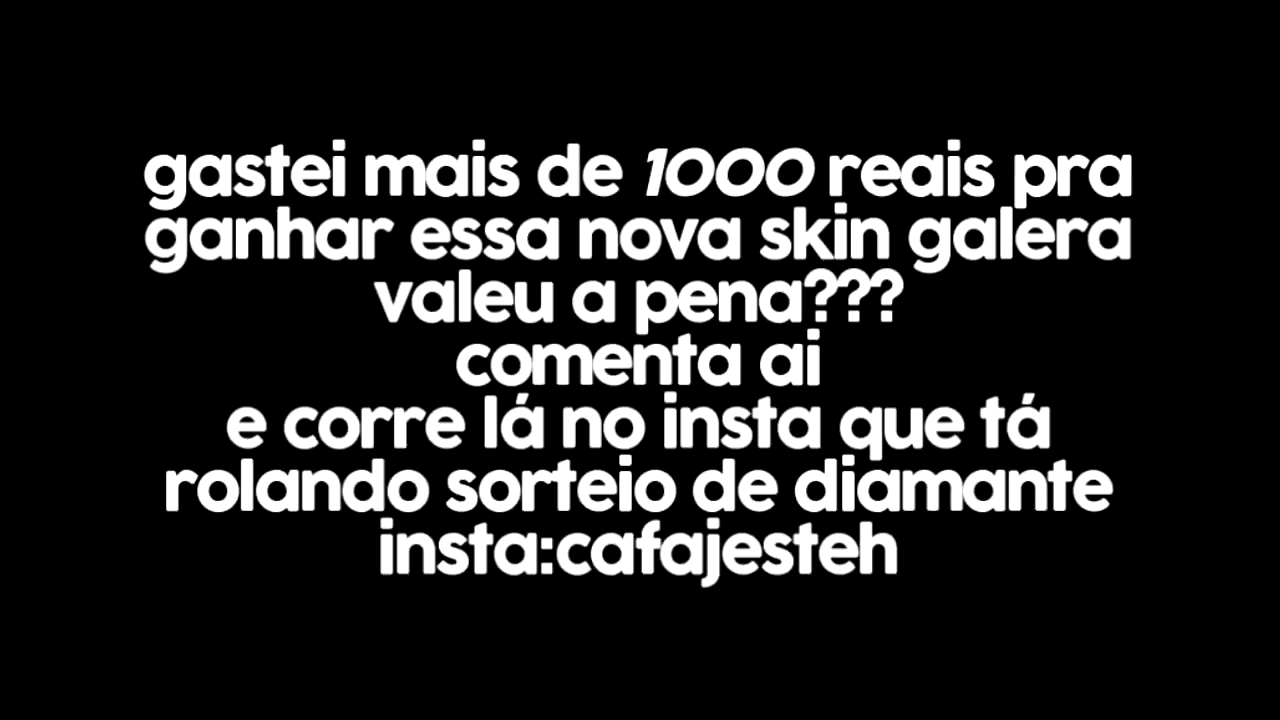 gastei mais de 1000 reais pra
ganhar essa nova skin galera
valeu a pena???
comenta ai
e corre lá no insta que tá
rolando sorteio de diamante
insta:cafajesteh